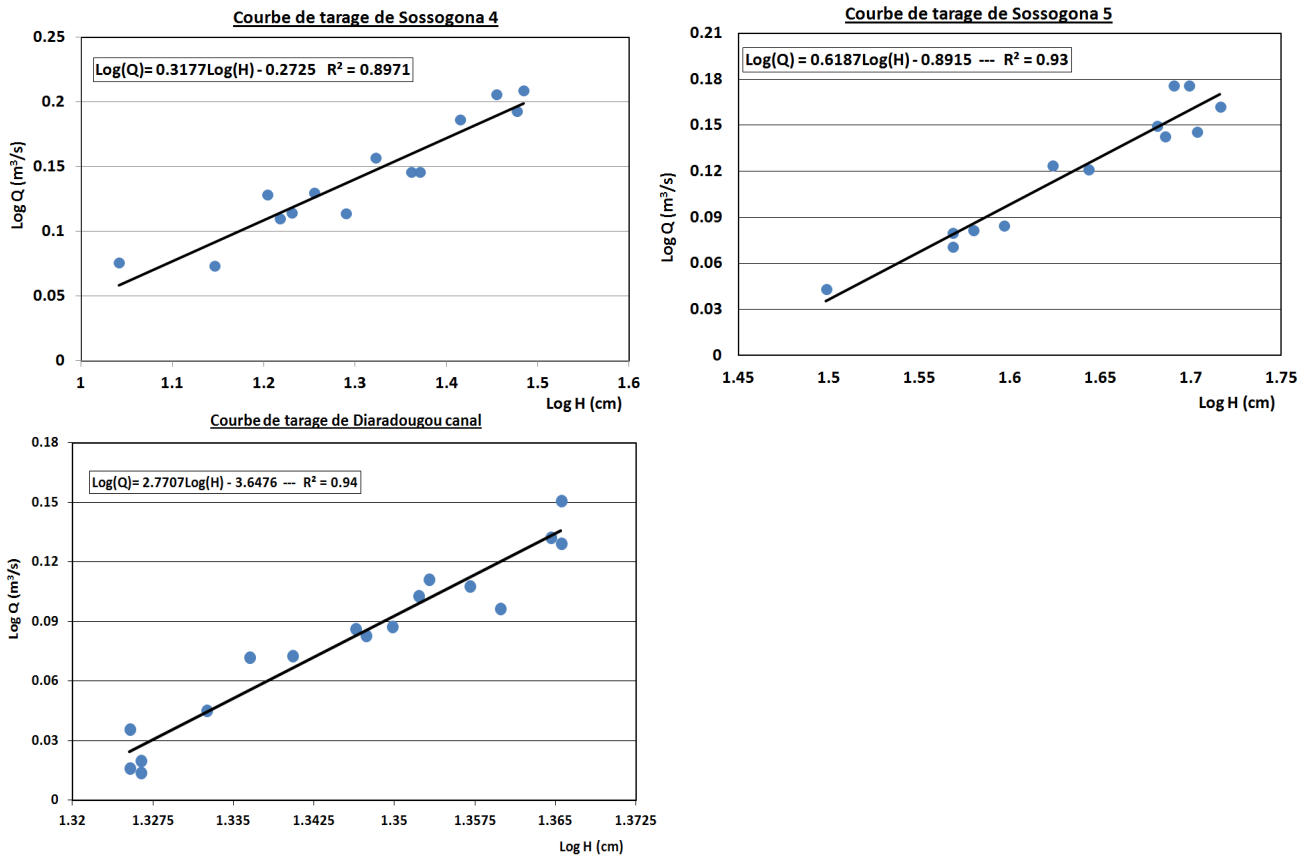 Courbe de tarage de Sossogona 4
0.25
0.2
0.15
0.1
0.05
0
Log(Q)= 0.3177Log(H) - 0.2725 R² = 0.8971
Log Q (m³/s)
1 1.1 1.2 1.3 1.4 1.5 1.6
Log H (cm)
Courbe de tarage de Sossogona 5
0.21
0.18
0.15
0.12
0.09
0.06
0.03
0
Log(Q) = 0.6187Log(H) - 0.8915 --- R² = 0.93
Log Q (m³/s)
1.45 1.5 1.55 1.6 1.65 1.7 1.75
Log H (cm)
Courbe de tarage de Diaradougou canal
0.18
0.15
0.12
0.09
0.06
0.03
0
Log(Q)= 2.7707Log(H) - 3.6476 --- R² = 0.94
Log Q (m³/s)
1.32 1.3275 1.335 1.3425 1.35 1.3575 1.365 1.3725
Log H (cm)